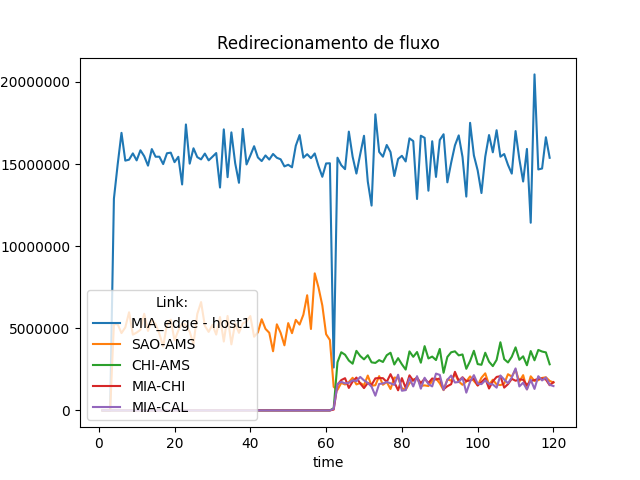 Redirecionamento de fluxo
20000000
15000000
10000000
5000000
0
Link:
MIA_edge - host1
SAO-AMS
CHI-AMS
MIA-CHI
MIA-CAL
0 20 40 60 80 100 120
time